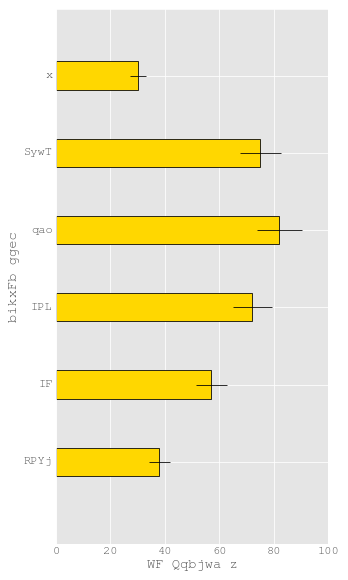 x
SywT
qao
IPL
IF
RPYj
bikxFb ggec
0 20 40 60 80 100
WF Qqbjwa z